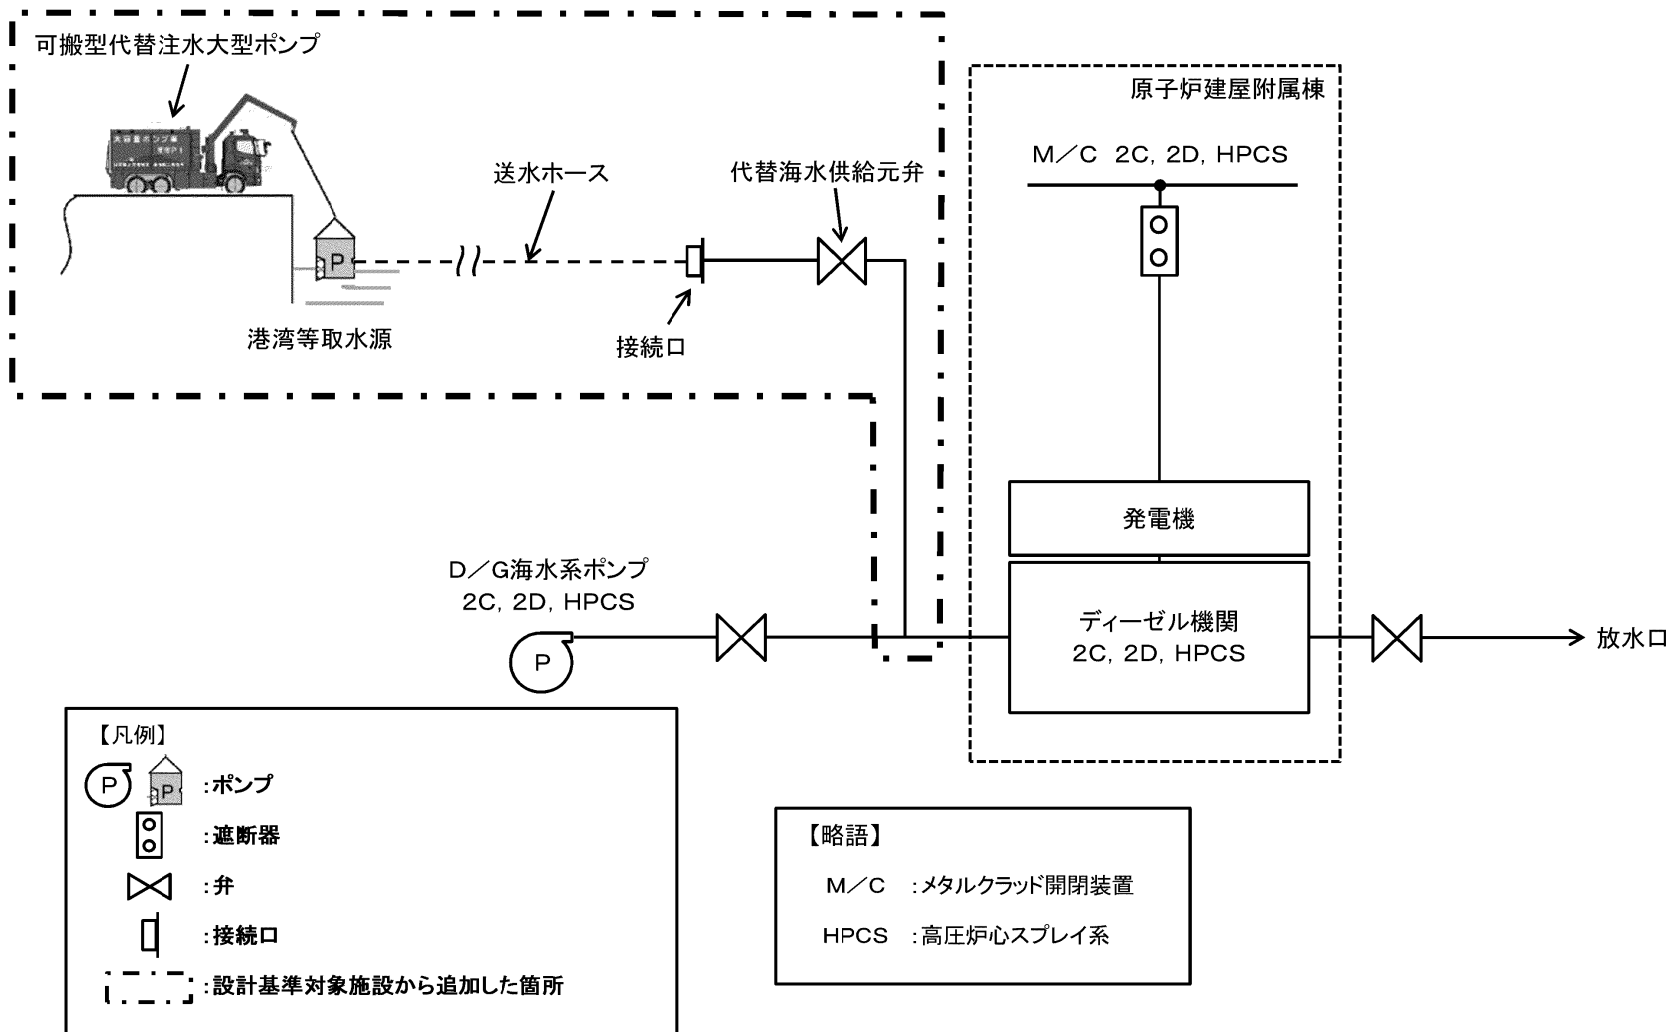 可搬型代替注水大型ポンプ
原子炉建屋附属棟
M／C 2C, 2D, HPCS
送水ホース
代替海水供給元弁
P
港湾等取水源
接続口
発電機
D／G海水系ポンプ
2C, 2D, HPCS
P
ディーゼル機関
2C, 2D, HPCS
放水口
【凡例】
P P :ポンプ
:遮断器
:弁
:接続口
:設計基準対象施設から追加した箇所
【略語】
M／C :メタルクラッド開閉装置
HPCS :高圧炉心スプレイ系